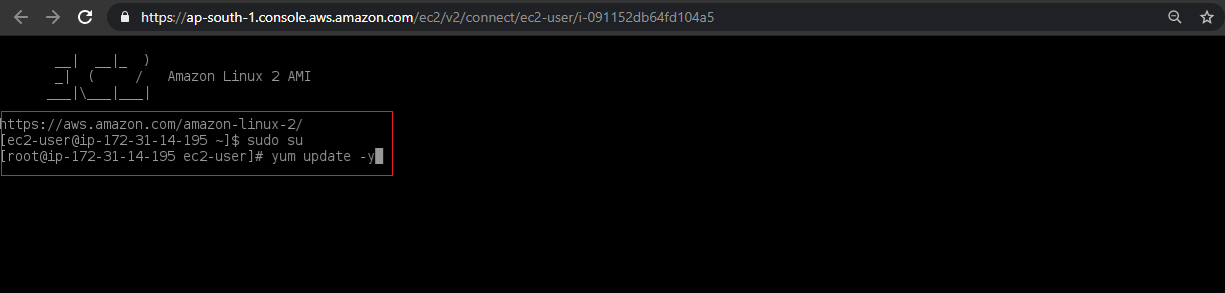 https://ap-south-1.console.aws.amazon.com/ec2/v2/connect/ec2-user/i-091152db64fd104a5
       __|  __|_  )
       _|  (     /   Amazon Linux 2 AMI
      ___|\___|___|
https://aws.amazon.com/amazon-linux-2/
[ec2-user@ip-172-31-14-195 ~]$ sudo su
[root@ip-172-31-14-195 ec2-user]# yum update -y